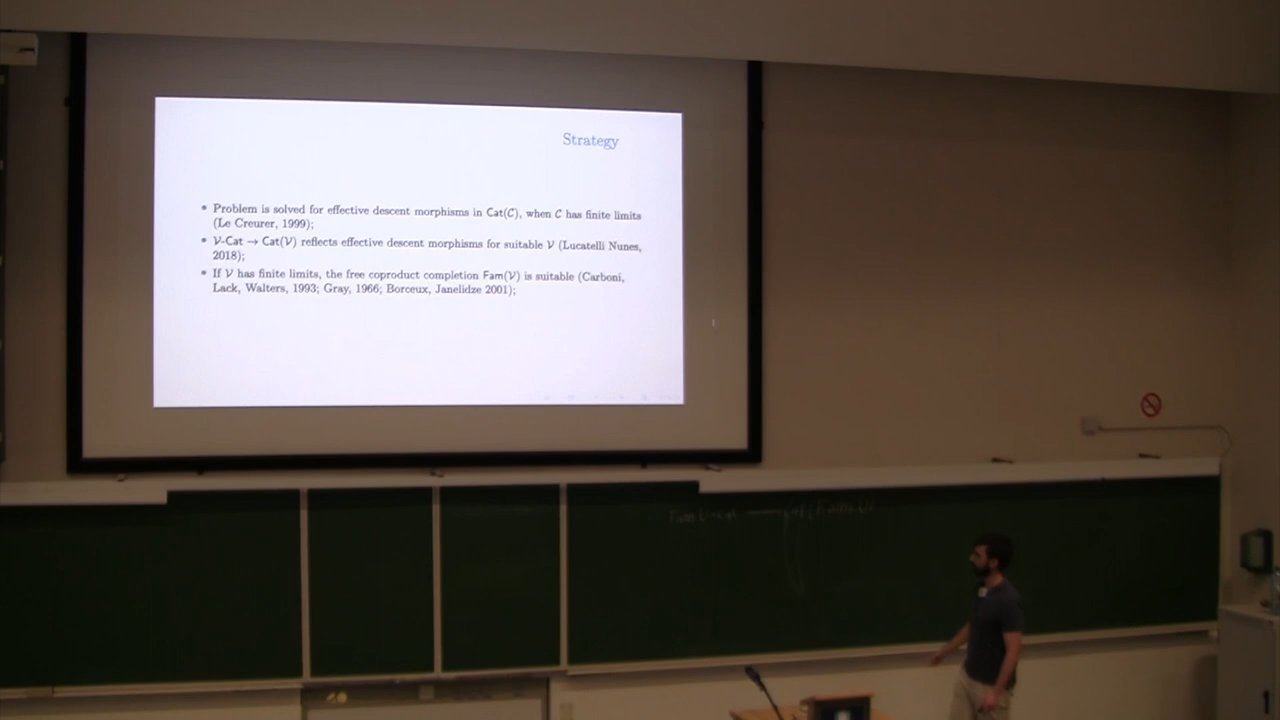 Strategy
• Problem is solved for effective descent morphisms in Cat(𝒞), when 𝒞 has finite limits
(Le Creurer, 1999);
• 𝒱-Cat → Cat(𝒱) reflects effective descent morphisms for suitable 𝒱 (Lucatelli Nunes,
2018);
• If 𝒱 has finite limits, the free coproduct completion Fam(𝒱) is suitable (Carboni,
Lack, Walters, 1993; Gray, 1966; Borceux, Janelidze 2001);